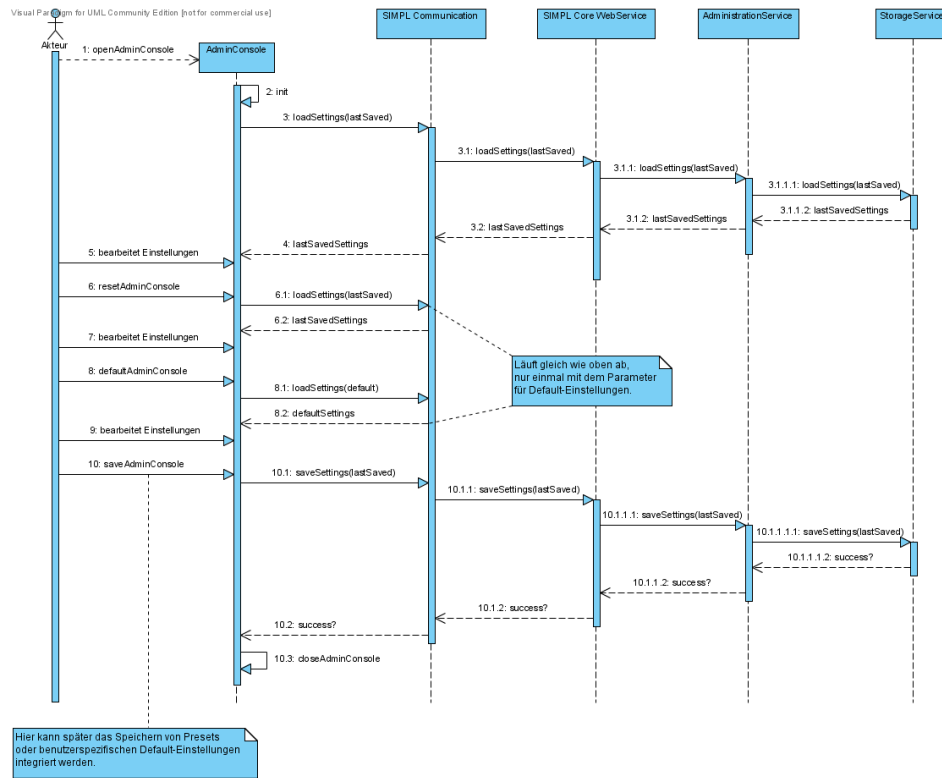 Visual Paradigm for UML Community Edition [not for commercial use]
SIMPL Communication
SIMPL Core WebService
AdministrationService
StorageService
Akteur
AdminConsole
1: openAdminConsole
2: init
3: loadSettings(lastSaved)
3.1: loadSettings(lastSaved)
3.1.1: loadSettings(lastSaved)
3.1.1.1: loadSettings(lastSaved)
3.1.1.2: lastSavedSettings
3.1.2: lastSavedSettings
3.2: lastSavedSettings
4: lastSavedSettings
5: bearbeitet Einstellungen
6: resetAdminConsole
6.1: loadSettings(lastSaved)
6.2: lastSavedSettings
7: bearbeitet Einstellungen
Läuft gleich wie oben ab,
nur einmal mit dem Parameter
für Default-Einstellungen.
8: defaultAdminConsole
8.1: loadSettings(default)
8.2: defaultSettings
9: bearbeitet Einstellungen
10: saveAdminConsole
10.1: saveSettings(lastSaved)
10.1.1: saveSettings(lastSaved)
10.1.1.1: saveSettings(lastSaved)
10.1.1.1.1: saveSettings(lastSaved)
10.1.1.1.2: success?
10.1.1.2: success?
10.1.2: success?
10.2: success?
10.3: closeAdminConsole
Hier kann später das Speichern von Presets
oder benutzerspezifischen Default-Einstellungen
integriert werden.